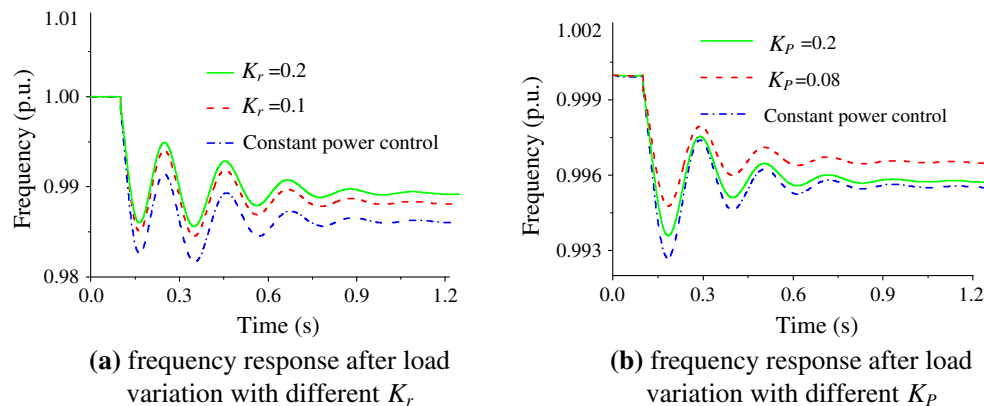 1.01
1.00
0.99
0.98
Frequency (p.u.)
K_r =0.2
K_r =0.1
Constant power control
0.0 0.3 0.6 0.9 1.2
Time (s)
(a) frequency response after load
variation with different K_r
1.002
0.999
0.996
0.993
Frequency (p.u.)
K_P =0.2
K_P =0.08
Constant power control
0.0 0.3 0.6 0.9 1.2
Time (s)
(b) frequency response after load
variation with different K_P